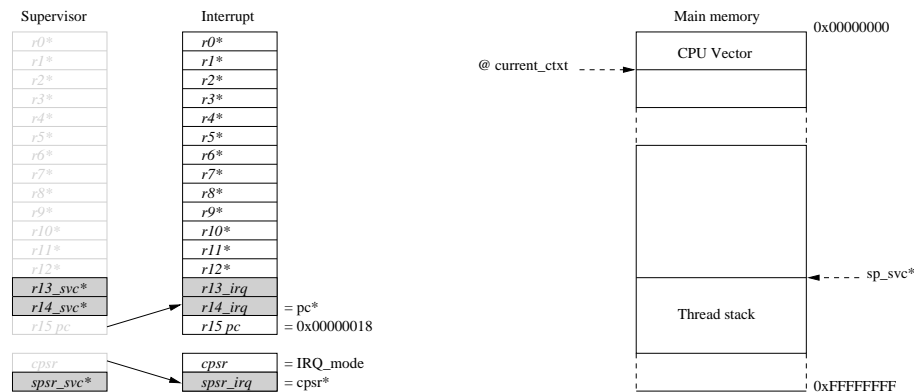 Supervisor
r0*
r1*
r2*
r3*
r4*
r5*
r6*
r7*
r8*
r9*
r10*
r11*
r12*
r13_svc*
r14_svc*
r15 pc
cpsr
spsr_svc*
Interrupt
r0*
r1*
r2*
r3*
r4*
r5*
r6*
r7*
r8*
r9*
r10*
r11*
r12*
r13_irq
r14_irq = pc*
r15 pc = 0x00000018
cpsr = IRQ_mode
spsr_irq = cpsr*
Main memory
0x00000000
CPU Vector
@ current_ctxt
sp_svc*
Thread stack
0xFFFFFFFF